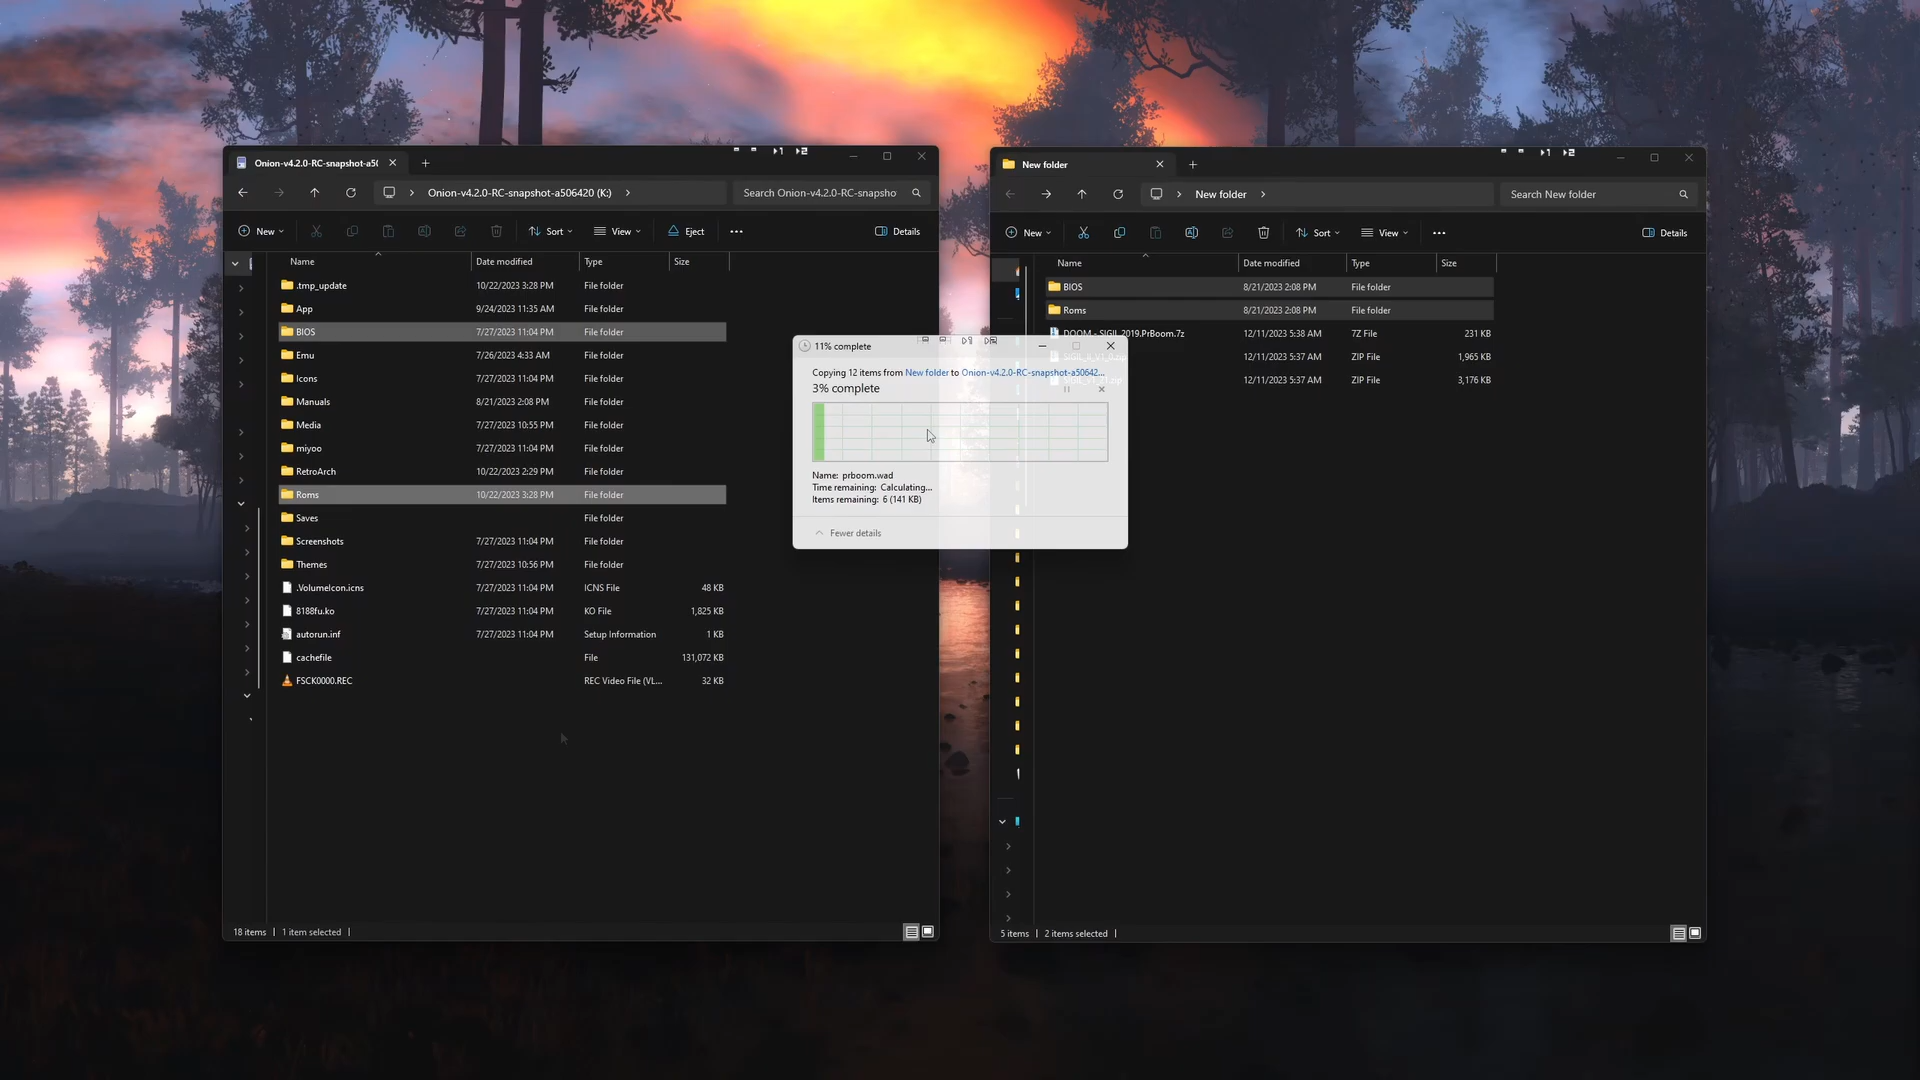 Onion-v4.2.0-RC-snapshot-a50
Onion-v4.2.0-RC-snapshot-a506420 (K:)
Search Onion-v4.2.0-RC-snapsho
New
Sort
View
Eject
Details
Name Date modified Type Size
.tmp_update 10/22/2023 3:28 PM File folder
App 9/24/2023 11:35 AM File folder
BIOS 7/27/2023 11:04 PM File folder
Emu 7/26/2023 4:33 AM File folder
Icons 7/27/2023 11:04 PM File folder
Manuals 8/21/2023 2:08 PM File folder
Media 7/27/2023 10:55 PM File folder
miyoo 7/27/2023 11:04 PM File folder
RetroArch 10/22/2023 2:29 PM File folder
Roms 10/22/2023 3:28 PM File folder
Saves File folder
Screenshots 7/27/2023 11:04 PM File folder
Themes 7/27/2023 10:56 PM File folder
.VolumeIcon.icns 7/27/2023 11:04 PM ICNS File 48 KB
8188fu.ko 7/27/2023 11:04 PM KO File 1,825 KB
autorun.inf 7/27/2023 11:04 PM Setup Information 1 KB
cachefile File 131,072 KB
FSCK0000.REC REC Video File (VL... 32 KB
18 items 1 item selected
11% complete
Copying 12 items from New folder to Onion-v4.2.0-RC-snapshot-a50642...
3% complete
Name: prboom.wad
Time remaining: Calculating...
Items remaining: 6 (141 KB)
Fewer details
New folder
New folder
Search New folder
New
Sort
View
Details
Name Date modified Type Size
BIOS 8/21/2023 2:08 PM File folder
Roms 8/21/2023 2:08 PM File folder
DOOM - SIGIL 2019.PrBoom.7z 12/11/2023 5:38 AM 7Z File 231 KB
12/11/2023 5:37 AM ZIP File 1,965 KB
12/11/2023 5:37 AM ZIP File 3,176 KB
5 items 2 items selected